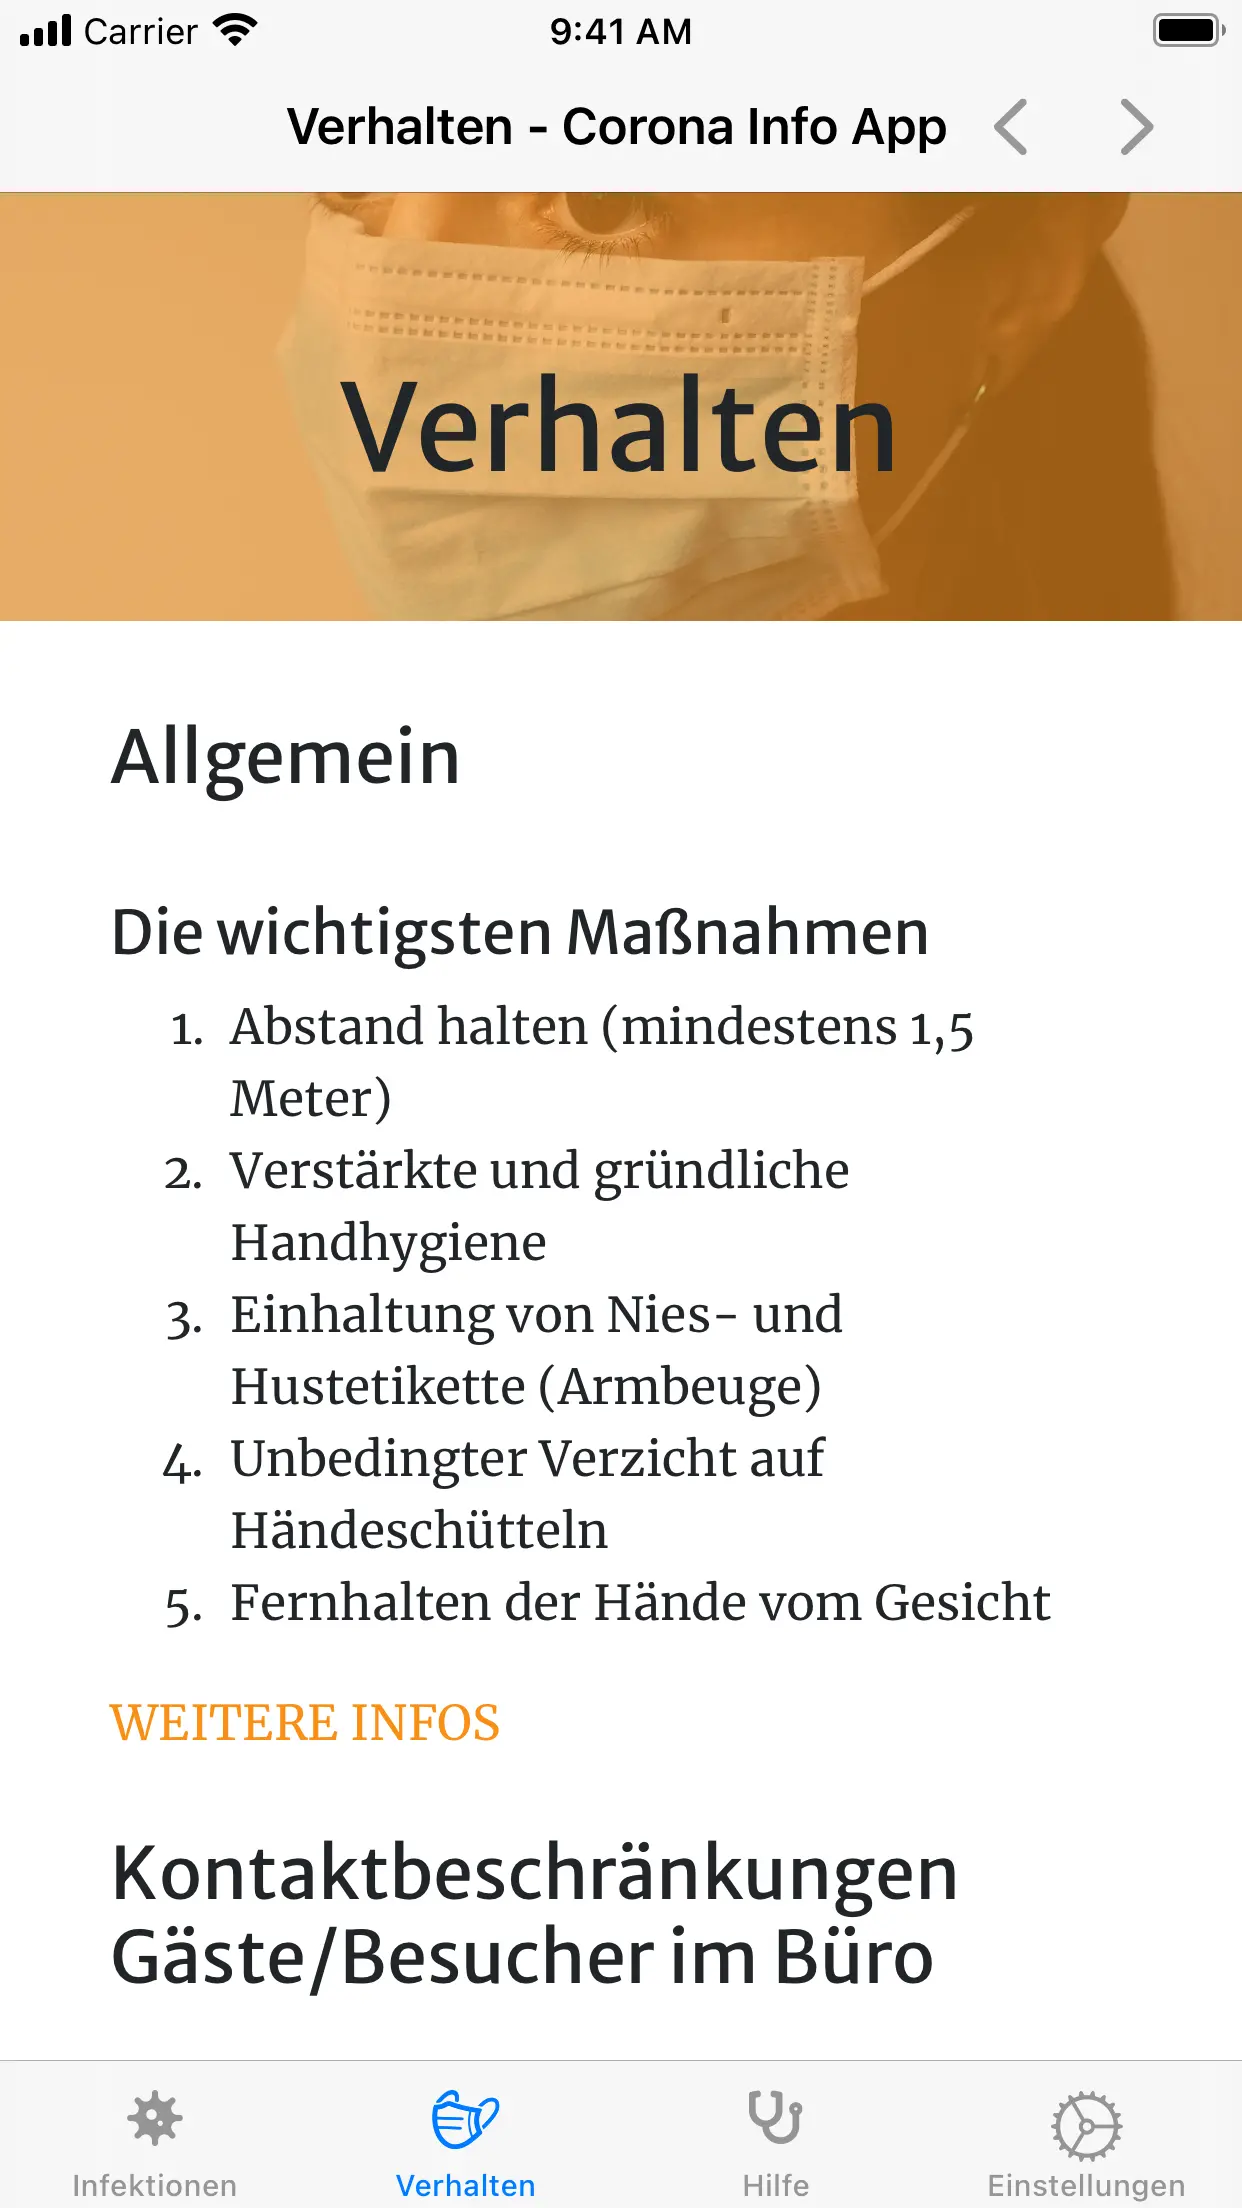 Carrier
9:41 AM
Verhalten - Corona Info App
Verhalten
Allgemein
Die wichtigsten Maßnahmen
1. Abstand halten (mindestens 1,5
Meter)
2. Verstärkte und gründliche
Handhygiene
3. Einhaltung von Nies- und
Hustetikette (Armbeuge)
4. Unbedingter Verzicht auf
Händeschütteln
5. Fernhalten der Hände vom Gesicht
WEITERE INFOS
Kontaktbeschränkungen
Gäste/Besucher im Büro
Infektionen
Verhalten
Hilfe
Einstellungen